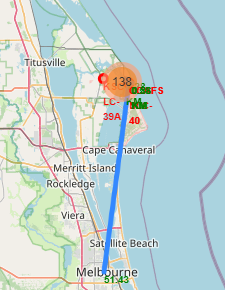 Titusville
138
LC-
39A
40
Cape Canaveral
Merritt Island
Rockledge
Viera
Satellite Beach
Melbourne
51.43